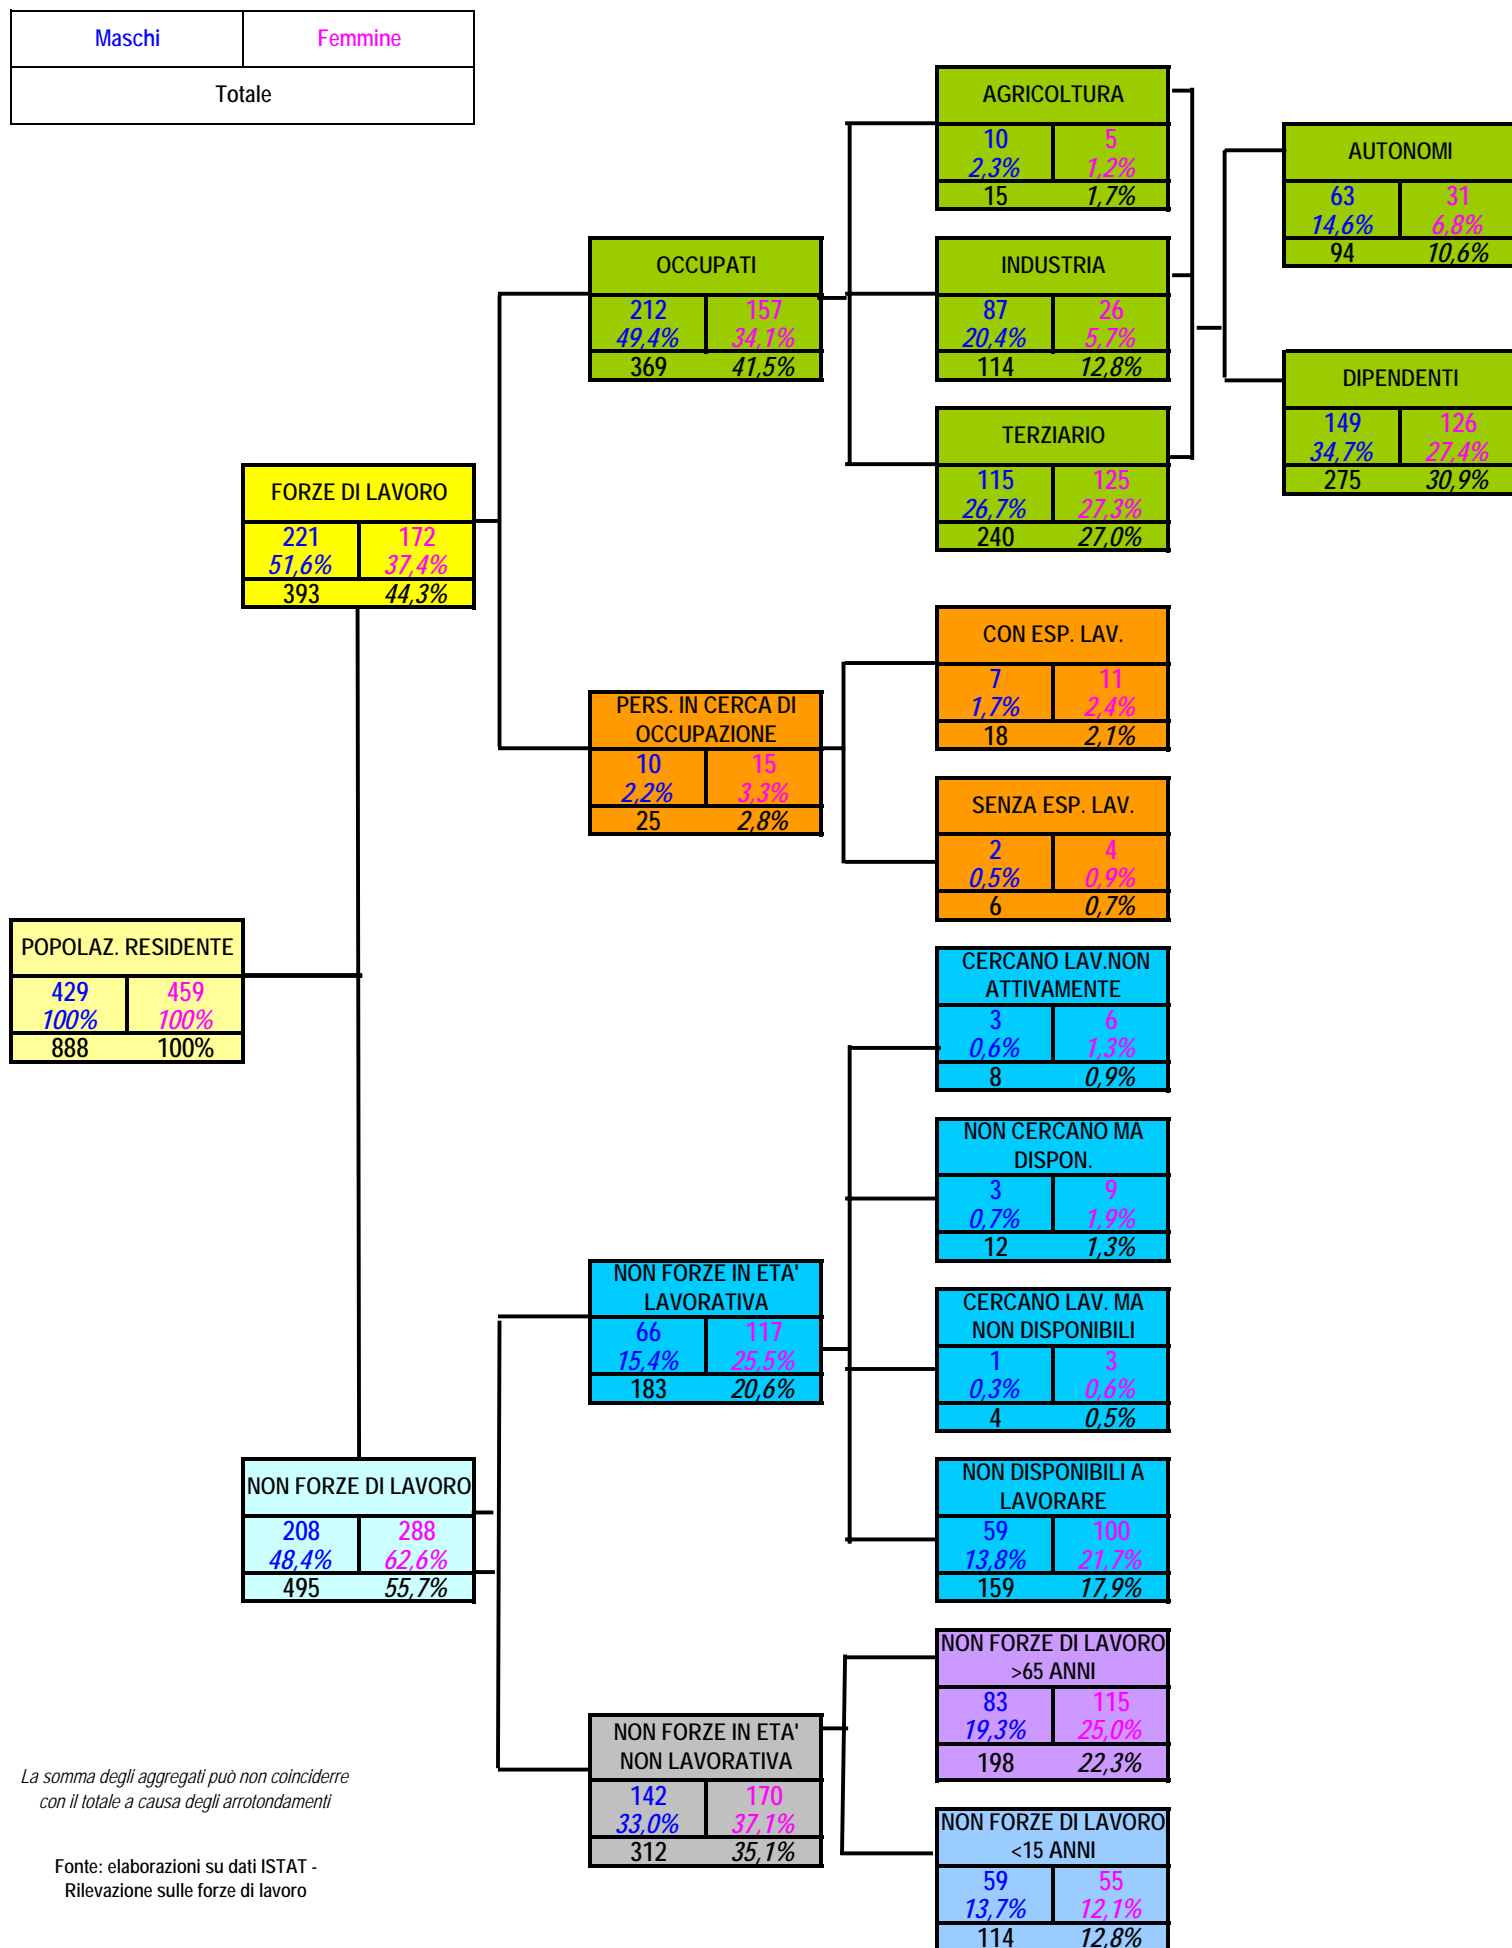 Maschi Femmine
Totale
AGRICOLTURA
10 5
2,3% 1,2%
15 1,7%
AUTONOMI
63 31
14,6% 6,8%
94 10,6%
OCCUPATI
212 157
49,4% 34,1%
369 41,5%
INDUSTRIA
87 26
20,4% 5,7%
114 12,8%
DIPENDENTI
149 126
34,7% 27,4%
275 30,9%
TERZIARIO
115 125
26,7% 27,3%
240 27,0%
FORZE DI LAVORO
221 172
51,6% 37,4%
393 44,3%
CON ESP. LAV.
7 11
1,7% 2,4%
18 2,1%
PERS. IN CERCA DI
OCCUPAZIONE
10 15
2,2% 3,3%
25 2,8%
SENZA ESP. LAV.
2 4
0,5% 0,9%
6 0,7%
POPOLAZ. RESIDENTE
429 459
100% 100%
888 100%
CERCANO LAV.NON
ATTIVAMENTE
3 6
0,6% 1,3%
8 0,9%
NON CERCANO MA
DISPON.
3 9
0,7% 1,9%
12 1,3%
NON FORZE IN ETA'
LAVORATIVA
66 117
15,4% 25,5%
183 20,6%
CERCANO LAV. MA
NON DISPONIBILI
1 3
0,3% 0,6%
4 0,5%
NON FORZE DI LAVORO
208 288
48,4% 62,6%
495 55,7%
NON DISPONIBILI A
LAVORARE
59 100
13,8% 21,7%
159 17,9%
NON FORZE DI LAVORO
>65 ANNI
83 115
19,3% 25,0%
198 22,3%
NON FORZE IN ETA'
NON LAVORATIVA
142 170
33,0% 37,1%
312 35,1%
NON FORZE DI LAVORO
<15 ANNI
59 55
13,7% 12,1%
114 12,8%
La somma degli aggregati può non coinciderre
con il totale a causa degli arrotondamenti
Fonte: elaborazioni su dati ISTAT -
Rilevazione sulle forze di lavoro